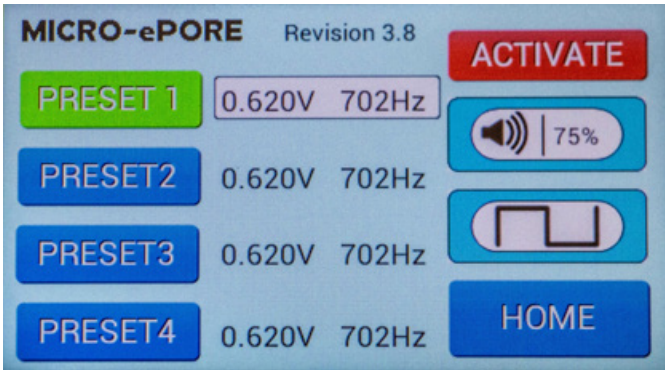 MICRO-ePORE Revision 3.8
ACTIVATE
PRESET 1 0.620V 702Hz
75%
PRESET2 0.620V 702Hz
PRESET3 0.620V 702Hz
PRESET4 0.620V 702Hz
HOME